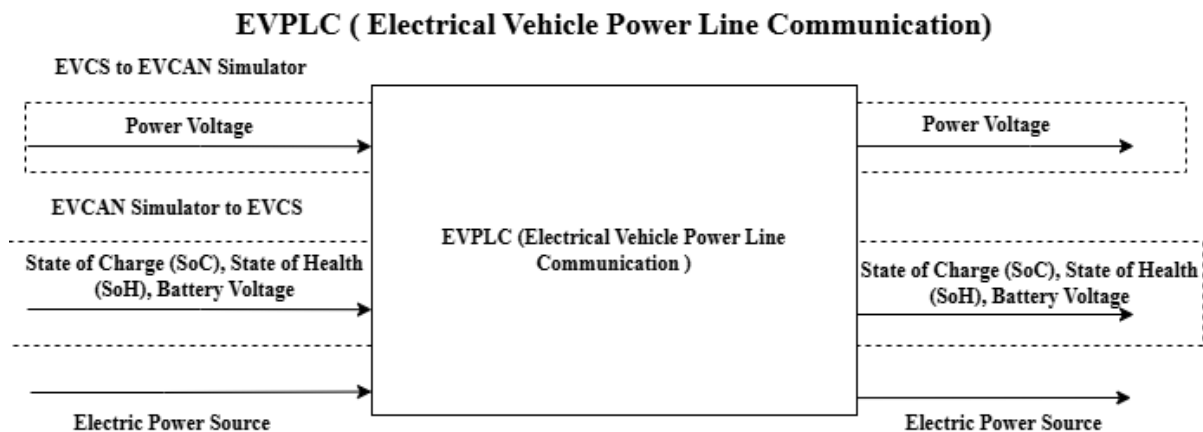 EVPLC ( Electrical Vehicle Power Line Communication)
EVCS to EVCAN Simulator
Power Voltage
Power Voltage
EVCAN Simulator to EVCS
EVPLC (Electrical Vehicle Power Line
Communication )
State of Charge (SoC), State of Health
(SoH), Battery Voltage
State of Charge (SoC), State of Health
(SoH), Battery Voltage
Electric Power Source
Electric Power Source